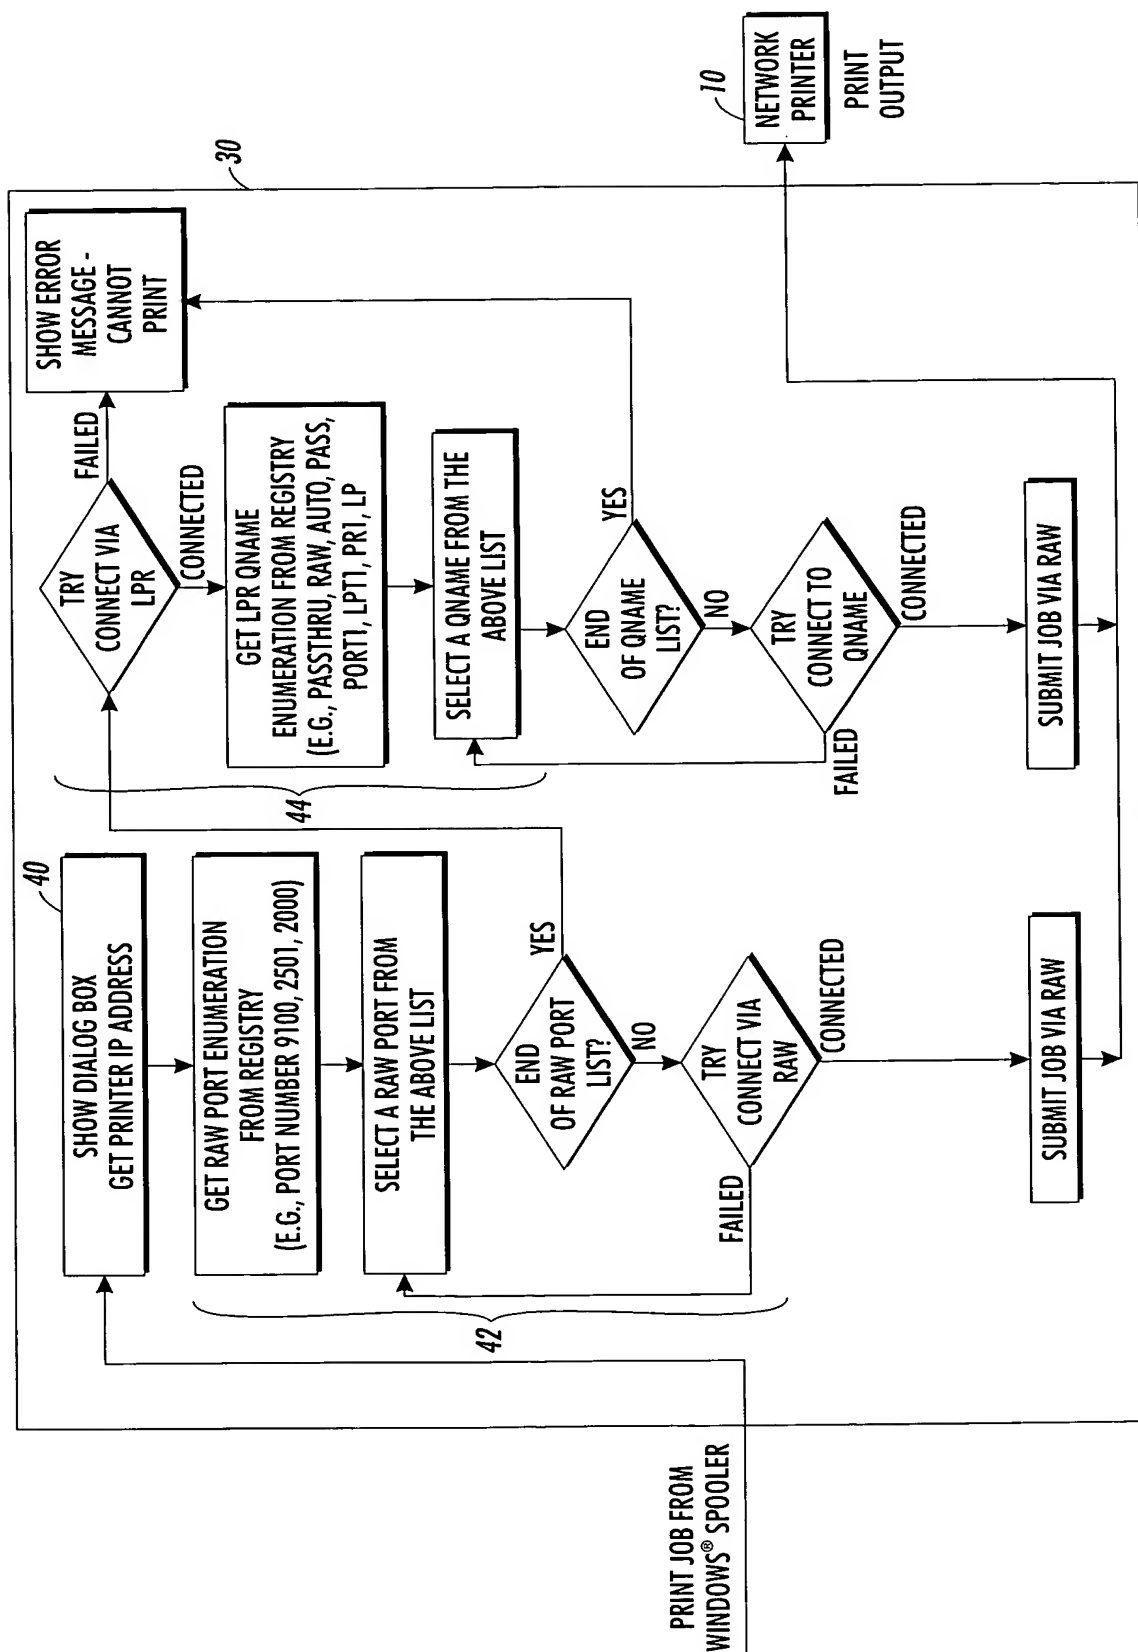 PRINT JOB FROM
WINDOWS® SPOOLER
30
40
SHOW DIALOG BOX
GET PRINTER IP ADDRESS
42
GET RAW PORT ENUMERATION
FROM REGISTRY
(E.G., PORT NUMBER 9100, 2501, 2000)
SELECT A RAW PORT FROM
THE ABOVE LIST
END
OF RAW PORT
LIST?
YES
NO
TRY
CONNECT VIA
RAW
FAILED
CONNECTED
SUBMIT JOB VIA RAW
44
TRY
CONNECT VIA
LPR
FAILED
SHOW ERROR
MESSAGE -
CANNOT
PRINT
CONNECTED
GET LPR QNAME
ENUMERATION FROM REGISTRY
(E.G., PASSTHRU, RAW, AUTO, PASS,
PORT1, LPT1, PR1, LP
SELECT A QNAME FROM THE
ABOVE LIST
END
OF QNAME
LIST?
YES
NO
TRY
CONNECT TO
QNAME
FAILED
CONNECTED
SUBMIT JOB VIA RAW
10
NETWORK
PRINTER
PRINT
OUTPUT